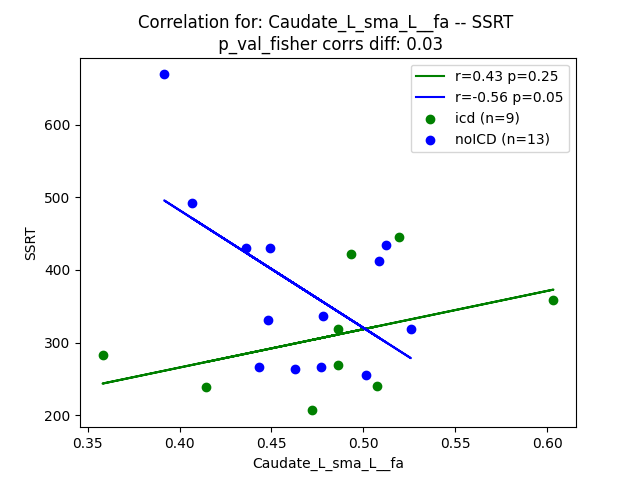 Correlation for: Caudate_L_sma_L__fa -- SSRT
p_val_fisher corrs diff: 0.03
r=0.43 p=0.25
r=-0.56 p=0.05
icd (n=9)
noICD (n=13)
600
500
400
300
200
SSRT
0.35 0.40 0.45 0.50 0.55 0.60
Caudate_L_sma_L__fa